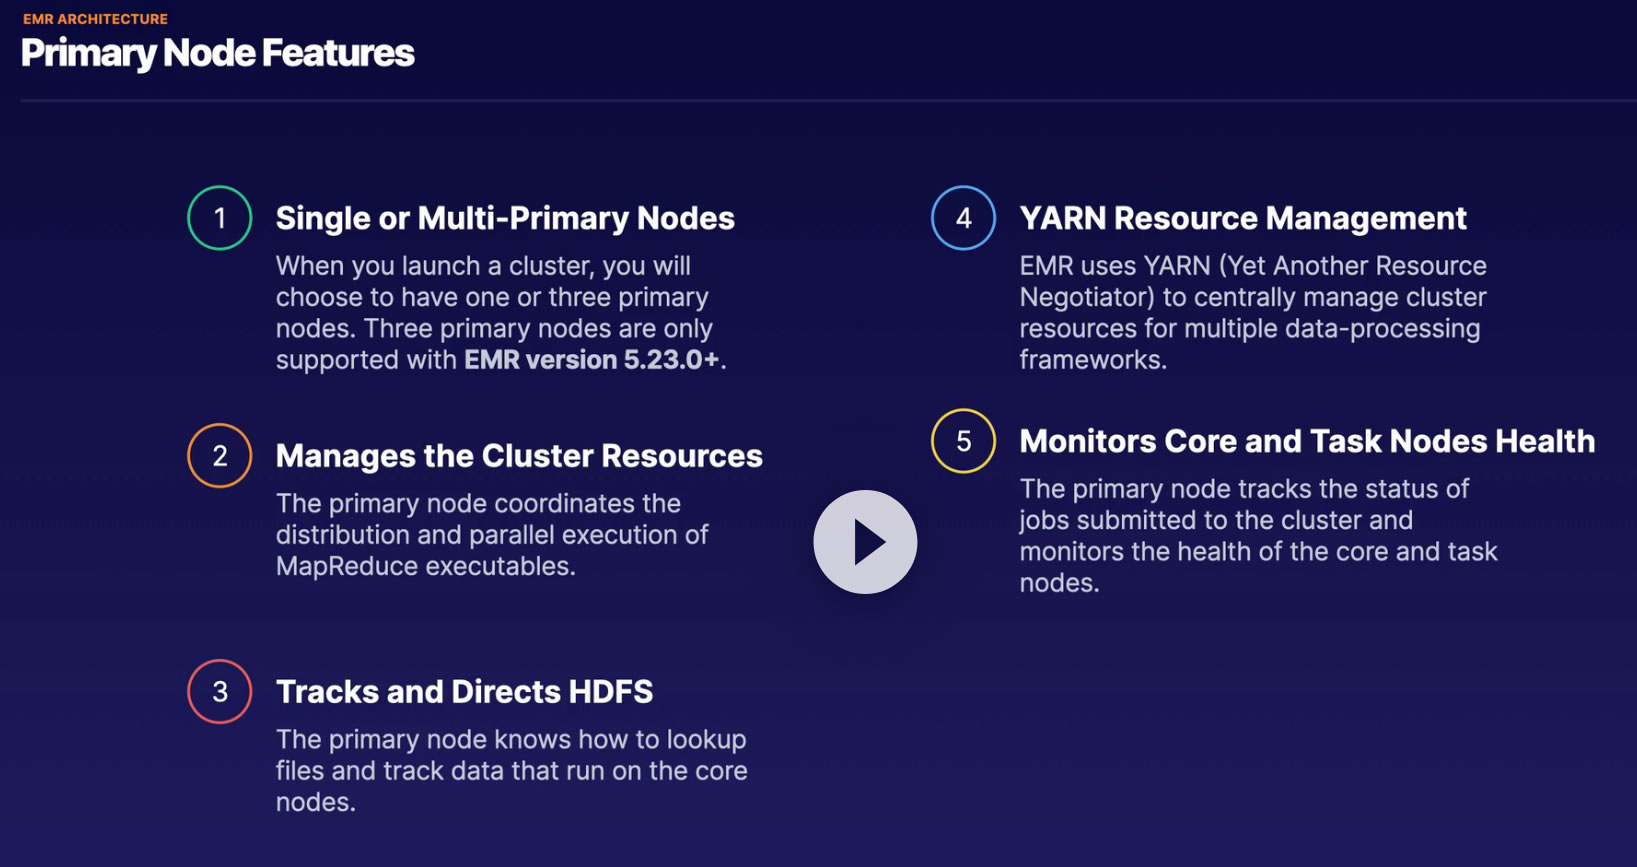 EMR ARCHITECTURE
Primary Node Features
1
Single or Multi-Primary Nodes
When you launch a cluster, you will
choose to have one or three primary
nodes. Three primary nodes are only
supported with EMR version 5.23.0+.
2
Manages the Cluster Resources
The primary node coordinates the
distribution and parallel execution of
MapReduce executables.
3
Tracks and Directs HDFS
The primary node knows how to lookup
files and track data that run on the core
nodes.
4
YARN Resource Management
EMR uses YARN (Yet Another Resource
Negotiator) to centrally manage cluster
resources for multiple data-processing
frameworks.
5
Monitors Core and Task Nodes Health
The primary node tracks the status of
jobs submitted to the cluster and
monitors the health of the core and task
nodes.